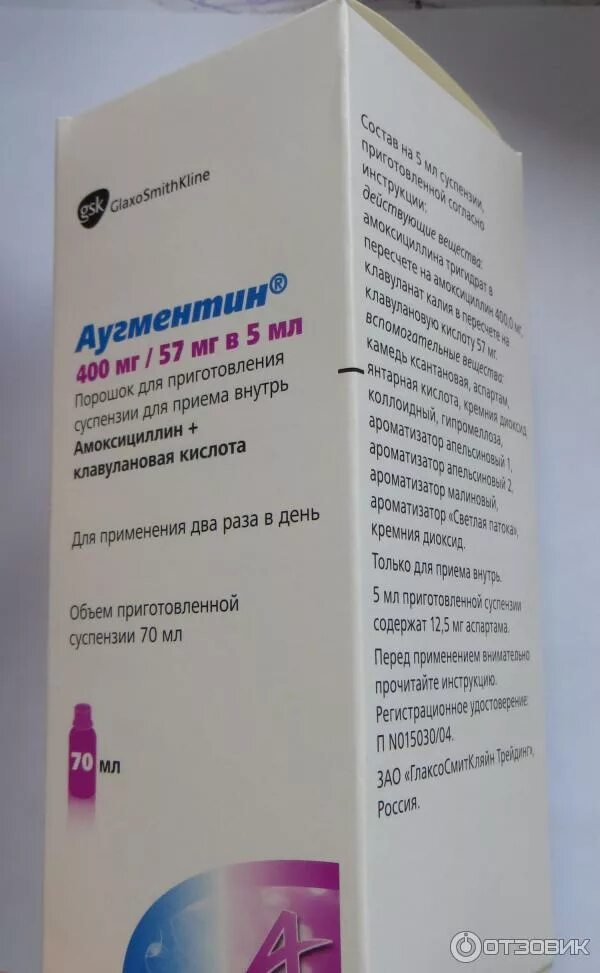 gsk GlaxoSmithKline
Аугментин®
400 мг / 57 мг в 5 мл
Порошок для приготовления
суспензии для приема внутрь
Амоксициллин +
клавулановая кислота
Для применения два раза в день
Объем приготовленной
суспензии 70 мл
70 мл
Состав на 5 мл суспензии,
приготовленной согласно
инструкции:
действующие вещества:
амоксициллина тригидрат в
пересчете на амоксициллин 400,0 мг,
клавуланат калия в пересчете на
клавулановую кислоту 57 мг.
вспомогательные вещества:
камедь ксантановая, аспартам,
янтарная кислота, кремния диоксид
коллоидный, гипромеллоза,
ароматизатор апельсиновый 1,
ароматизатор апельсиновый 2,
ароматизатор малиновый,
ароматизатор «Светлая патока»,
кремния диоксид.
Только для приема внутрь.
5 мл приготовленной суспензии
содержат 12,5 мг аспартама.
Перед применением внимательно
прочитайте инструкцию.
Регистрационное удостоверение:
П N015030/04.
ЗАО «ГлаксоСмитКляйн Трейдинг»,
Россия.
ОТЗОВИК